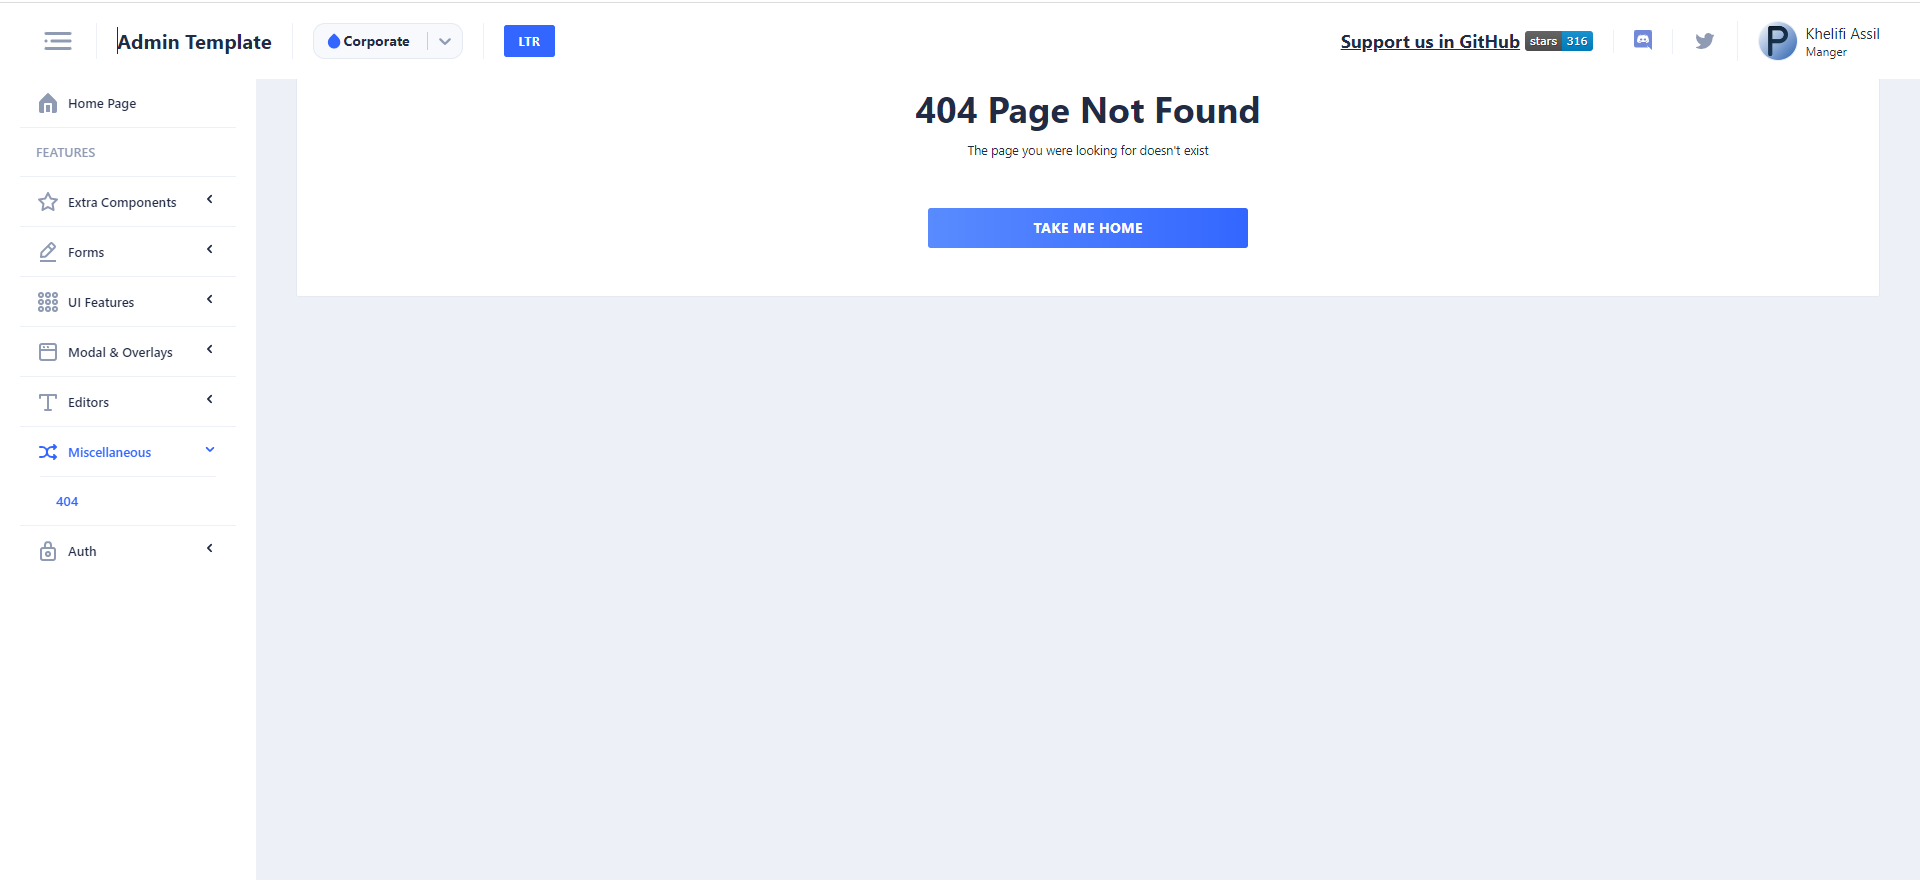 Admin Template
Corporate
LTR
Support us in GitHub
stars 316
Khelifi Assil
Manger
Home Page
FEATURES
Extra Components
Forms
UI Features
Modal & Overlays
Editors
Miscellaneous
404
Auth
404 Page Not Found
The page you were looking for doesn't exist
TAKE ME HOME